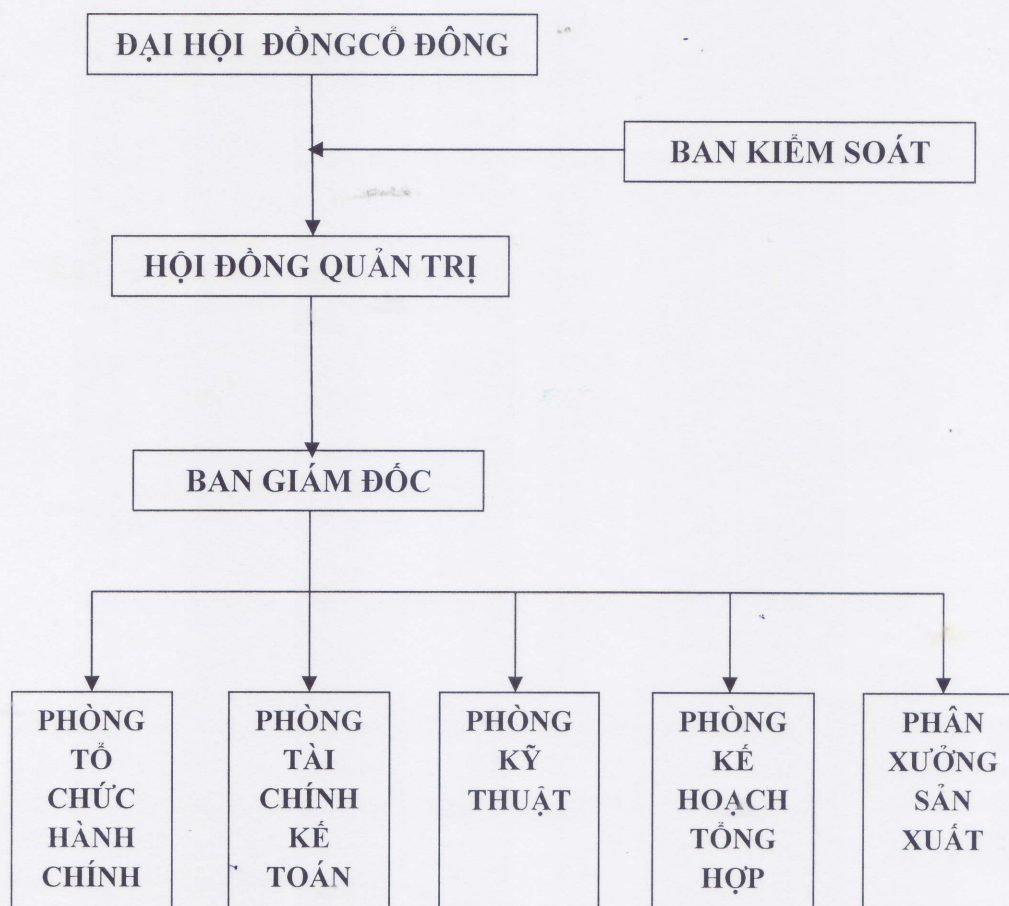 ĐẠI HỘI ĐỒNGCỔ ĐÔNG
BAN KIỂM SOÁT
HỘI ĐỒNG QUẢN TRỊ
BAN GIÁM ĐỐC
PHÒNG
TỔ
CHỨC
HÀNH
CHÍNH
PHÒNG
TÀI
CHÍNH
KẾ
TOÁN
PHÒNG
KỸ
THUẬT
PHÒNG
KẾ
HOẠCH
TỔNG
HỢP
PHÂN
XƯỞNG
SẢN
XUẤT